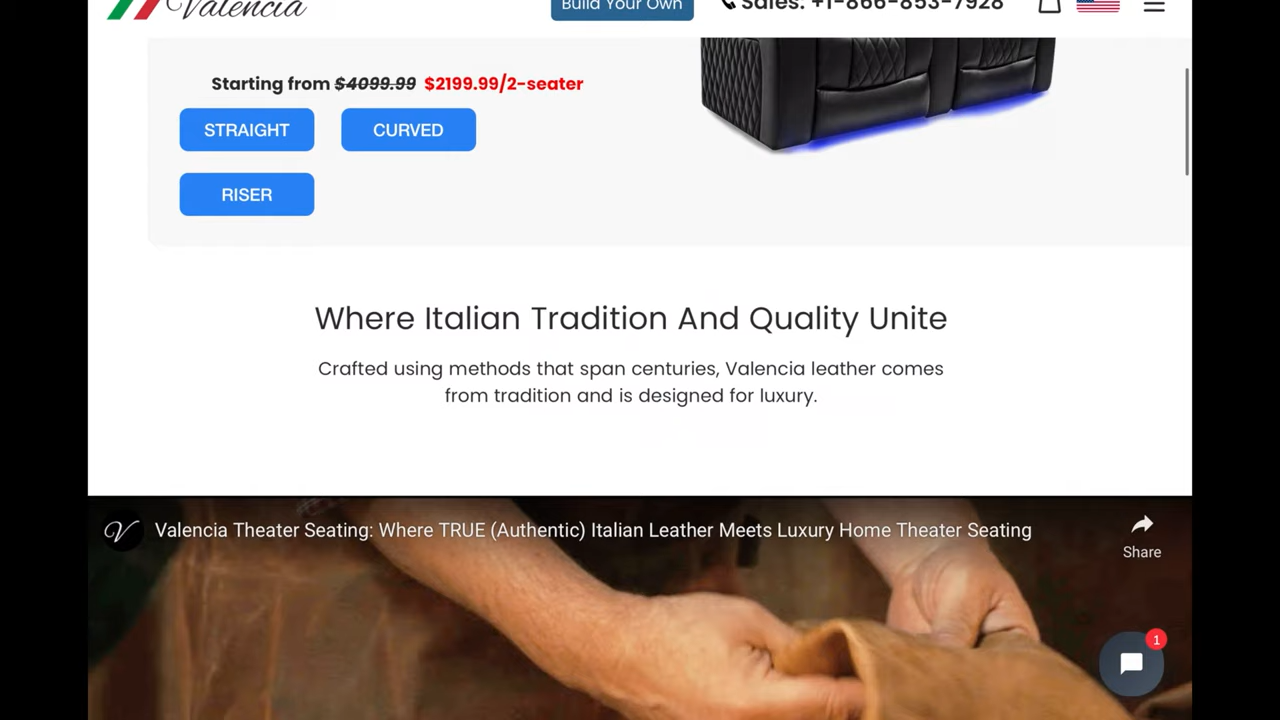 Valencia
Build Your Own
Sales: +1-866-853-7928
Starting from $4099.99 $2199.99/2-seater
STRAIGHT
CURVED
RISER
Where Italian Tradition And Quality Unite
Crafted using methods that span centuries, Valencia leather comes
from tradition and is designed for luxury.
Valencia Theater Seating: Where TRUE (Authentic) Italian Leather Meets Luxury Home Theater Seating
Share
1